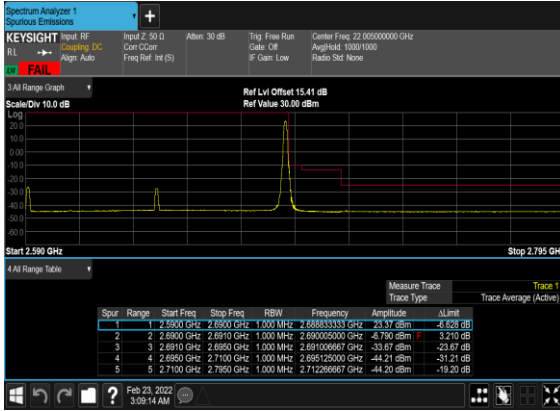 Spectrum Analyzer 1
Spurious Emissions
+
KEYSIGHT Input: RF Input Z: 50 Ω Atten: 30 dB Trig: Free Run Center Freq: 22.005000000 GHz
RL Coupling: DC Corr CCorr Gate: Off Avg|Hold: 1000/1000
Align: Auto Freq Ref: Int (S) IF Gain: Low Radio Std: None
FAIL
3 All Range Graph
Ref Lvl Offset 15.41 dB
Scale/Div 10.0 dB Ref Value 30.00 dBm
Log
20.0
10.0
0.00
-10.0
-20.0
-30.0
-40.0
-50.0
-60.0
Start 2.590 GHz Stop 2.795 GH
4 All Range Table
Measure Trace Trace 1
Trace Type Trace Average (Active)
Spur Range Start Freq Stop Freq RBW Frequency Amplitude ΔLimit
1 1 2.5900 GHz 2.6900 GHz 1.000 MHz 2.688833333 GHz 23.37 dBm -6.628 dB
2 2 2.6900 GHz 2.6910 GHz 1.000 MHz 2.690005000 GHz -6.790 dBm F 3.210 dB
3 3 2.6910 GHz 2.6950 GHz 1.000 MHz 2.691006667 GHz -33.67 dBm -23.67 dB
4 4 2.6950 GHz 2.7100 GHz 1.000 MHz 2.695125000 GHz -44.21 dBm -31.21 dB
5 5 2.7100 GHz 2.7950 GHz 1.000 MHz 2.712266667 GHz -44.20 dBm -19.20 dB
? Feb 23, 2022
3:09:14 AM